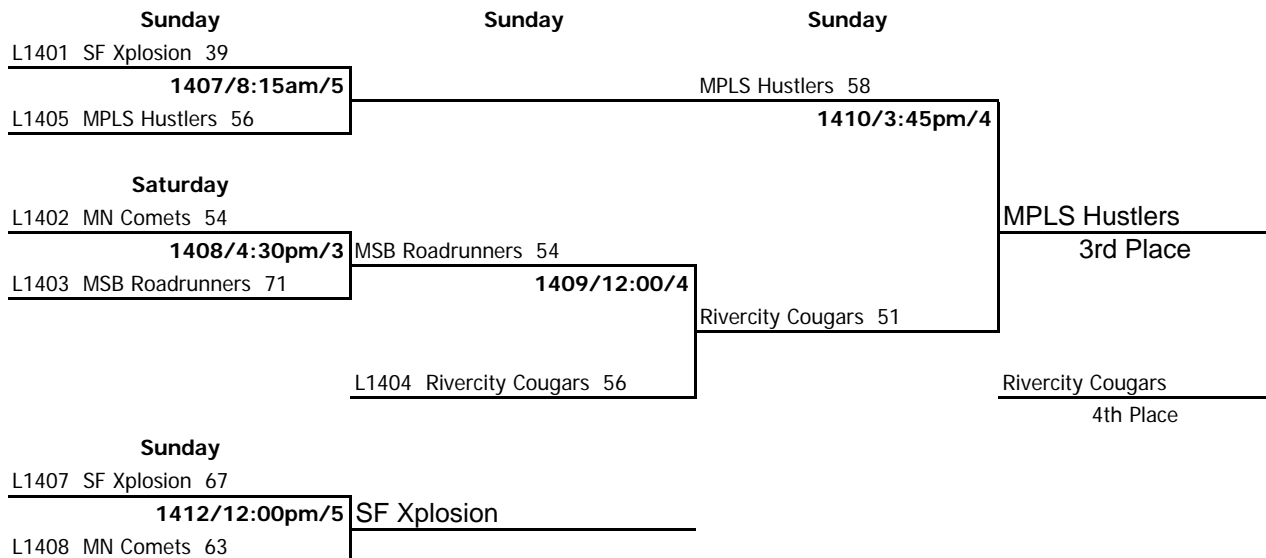 Sunday Sunday Sunday
L1401 SF Xplosion 39
1407/8:15am/5 MPLS Hustlers 58
L1405 MPLS Hustlers 56 1410/3:45pm/4
Saturday
L1402 MN Comets 54 MPLS Hustlers
1408/4:30pm/3 MSB Roadrunners 54 3rd Place
L1403 MSB Roadrunners 71 1409/12:00/4
Rivercity Cougars 51
L1404 Rivercity Cougars 56 Rivercity Cougars
4th Place
Sunday
L1407 SF Xplosion 67
1412/12:00pm/5 SF Xplosion
L1408 MN Comets 63